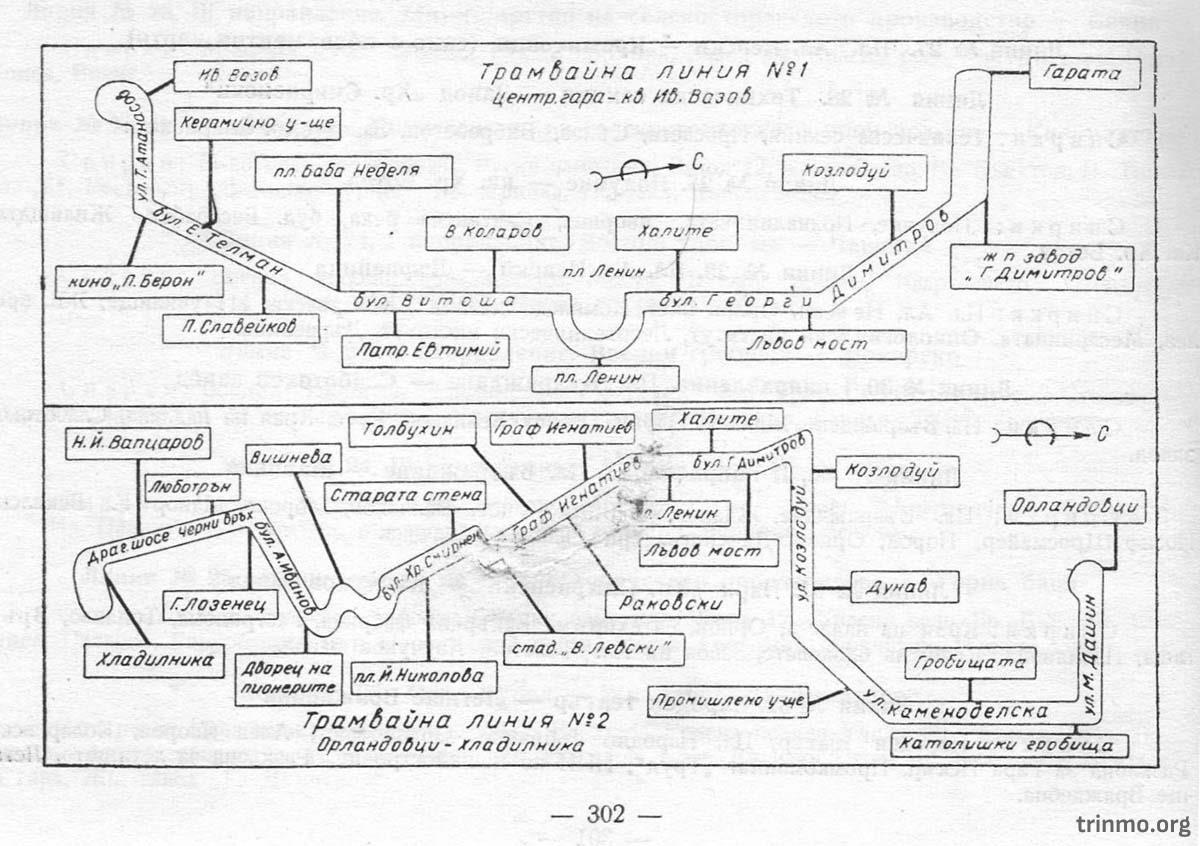 Трамвайна линия №1
центр. гара - кв. Ив. Вазов
Ив. Вазов
Гарата
Керамично у-ще
ул. Т. Атанасов
пл. Баба Неделя
С
Козлодуй
бул. Е. Телман
В. Коларов
Халите
Димитров
пл. Ленин
кино „П. Берон"
ж п завод
„Г. Димитров"
бул. Витоша
бул. Георги
П. Славейков
Патр. Евтимий
Львов мост
пл. Ленин
Н. Й. Вапцаров
Толбухин
Граф Игнатиев
Халите
С
Вишнева
бул. Г. Димитров
Козлодуй
Люботрън
Старата стена
Граф Игнатиев
Орландовци
пл. Ленин
Драг. шосе
Черни връх
бул. А. Иванов
бул. Хр. Смирнен
Львов мост
ул. Козлодуй
Дунав
Г. Лозенец
Раковски
Хладилника
Дворец на
пионерите
пл. Й. Николова
стад. „В. Левски"
Гробищата
ул. М. Дашин
Промишлено у-ще
ул. Каменоделска
Трамвайна линия №2
Орландовци - хладилника
Католишки гробища
— 302 —
trinmo.org